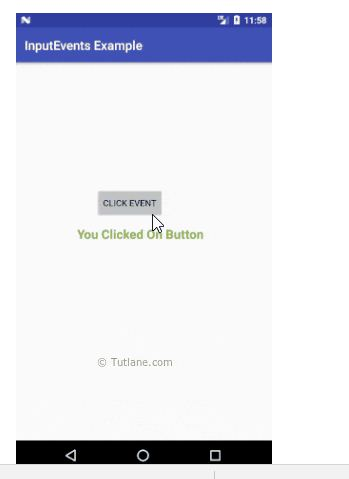 11:58
InputEvents Example
CLICK EVENT
You Clicked On Button
© Tutlane.com